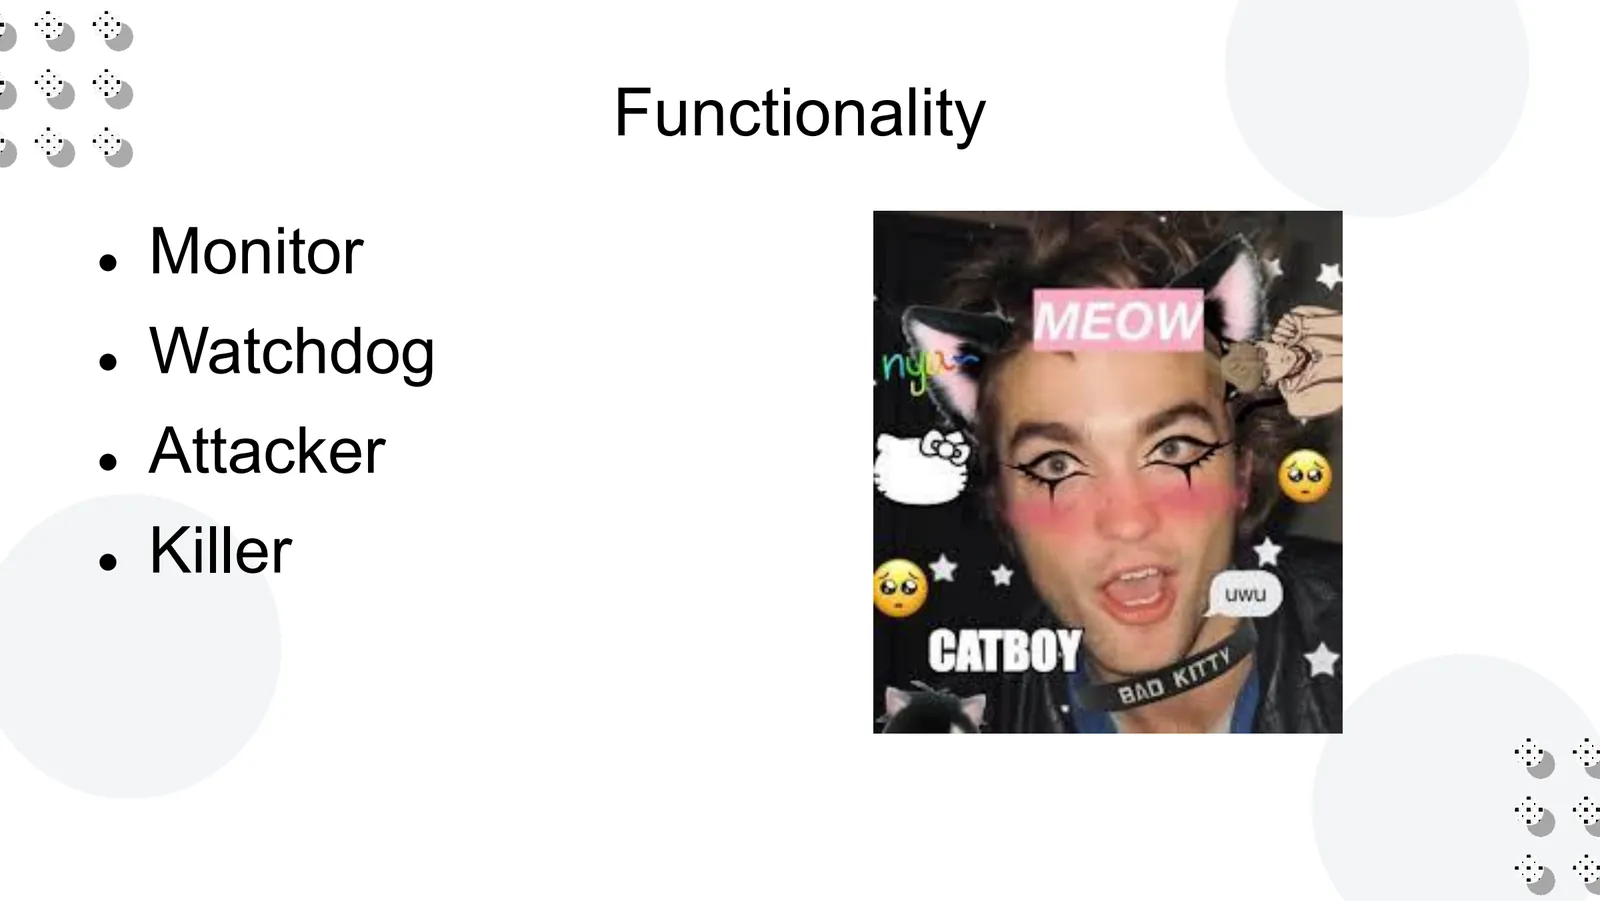 Functionality
Monitor
Watchdog
Attacker
Killer
MEOW
nya~
uwu
CATBOY
BAD KITTY